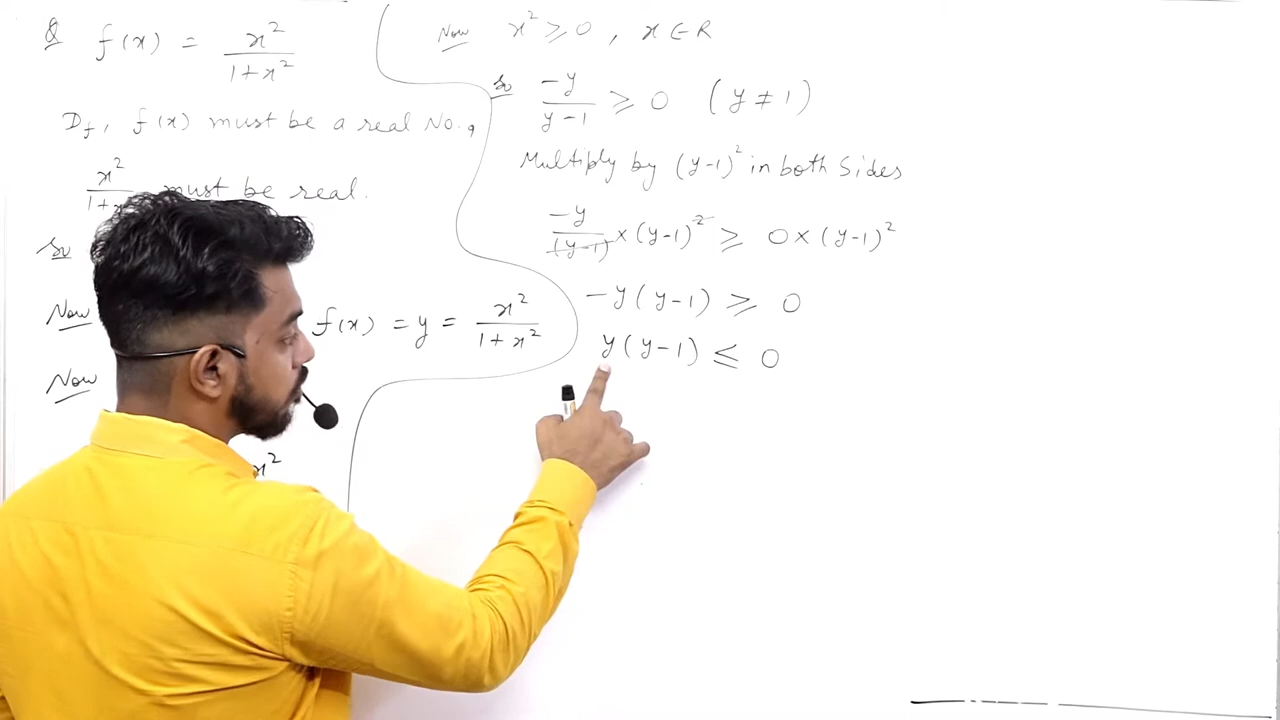 Q f(x) = x²/(1+x²)
D_f, f(x) must be a real No.,
x²/1+x must be real.
So
Now f(x) = y = x²/(1+x²)
Now
x²
Now x² ≥ 0, x ∈ R
So -y/(y-1) ≥ 0 (y ≠ 1)
Multiply by (y-1)² in both Sides
-y/(y-1) × (y-1)² ≥ 0 × (y-1)²
-y(y-1) ≥ 0
y(y-1) ≤ 0